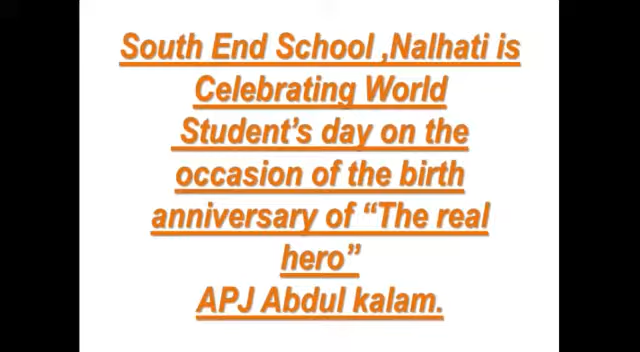 South End School ,Nalhati is
Celebrating World
Student's day on the
occasion of the birth
anniversary of “The real
hero”
APJ Abdul kalam.